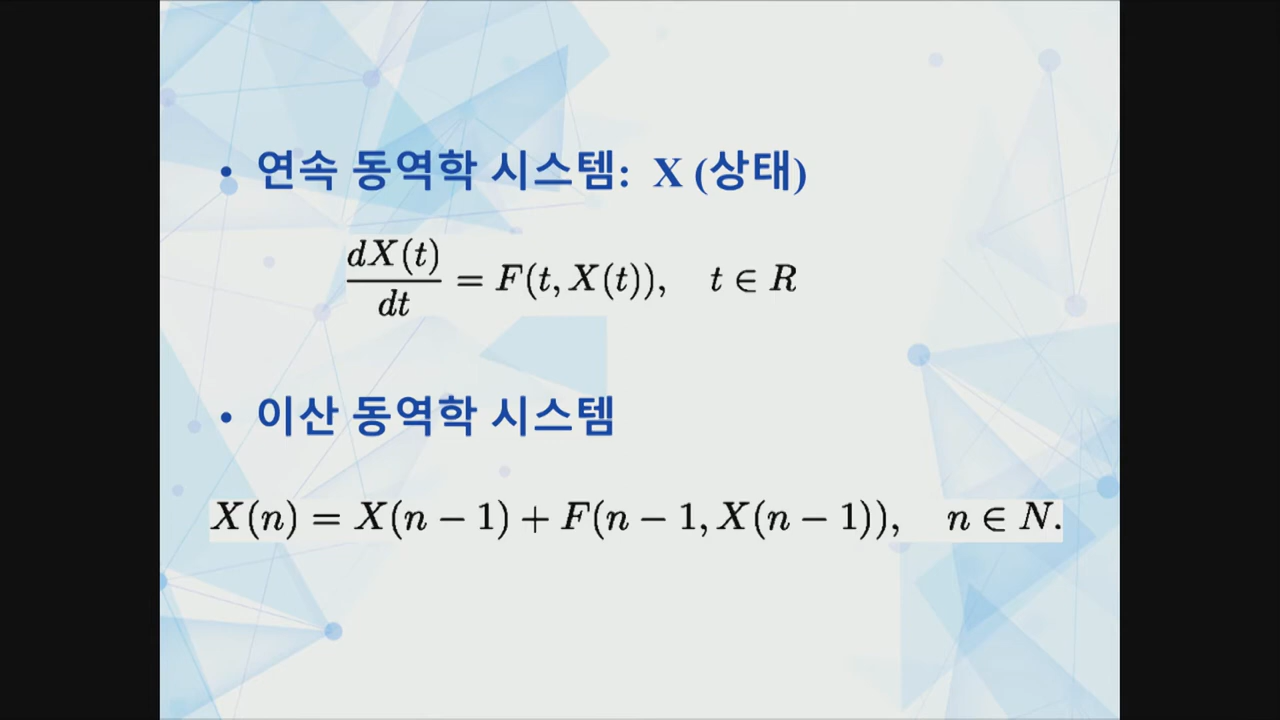 • 연속 동역학 시스템: X (상태)
dX(t)/dt = F(t, X(t)), t ∈ R
• 이산 동역학 시스템
X(n) = X(n − 1) + F(n − 1, X(n − 1)), n ∈ N.